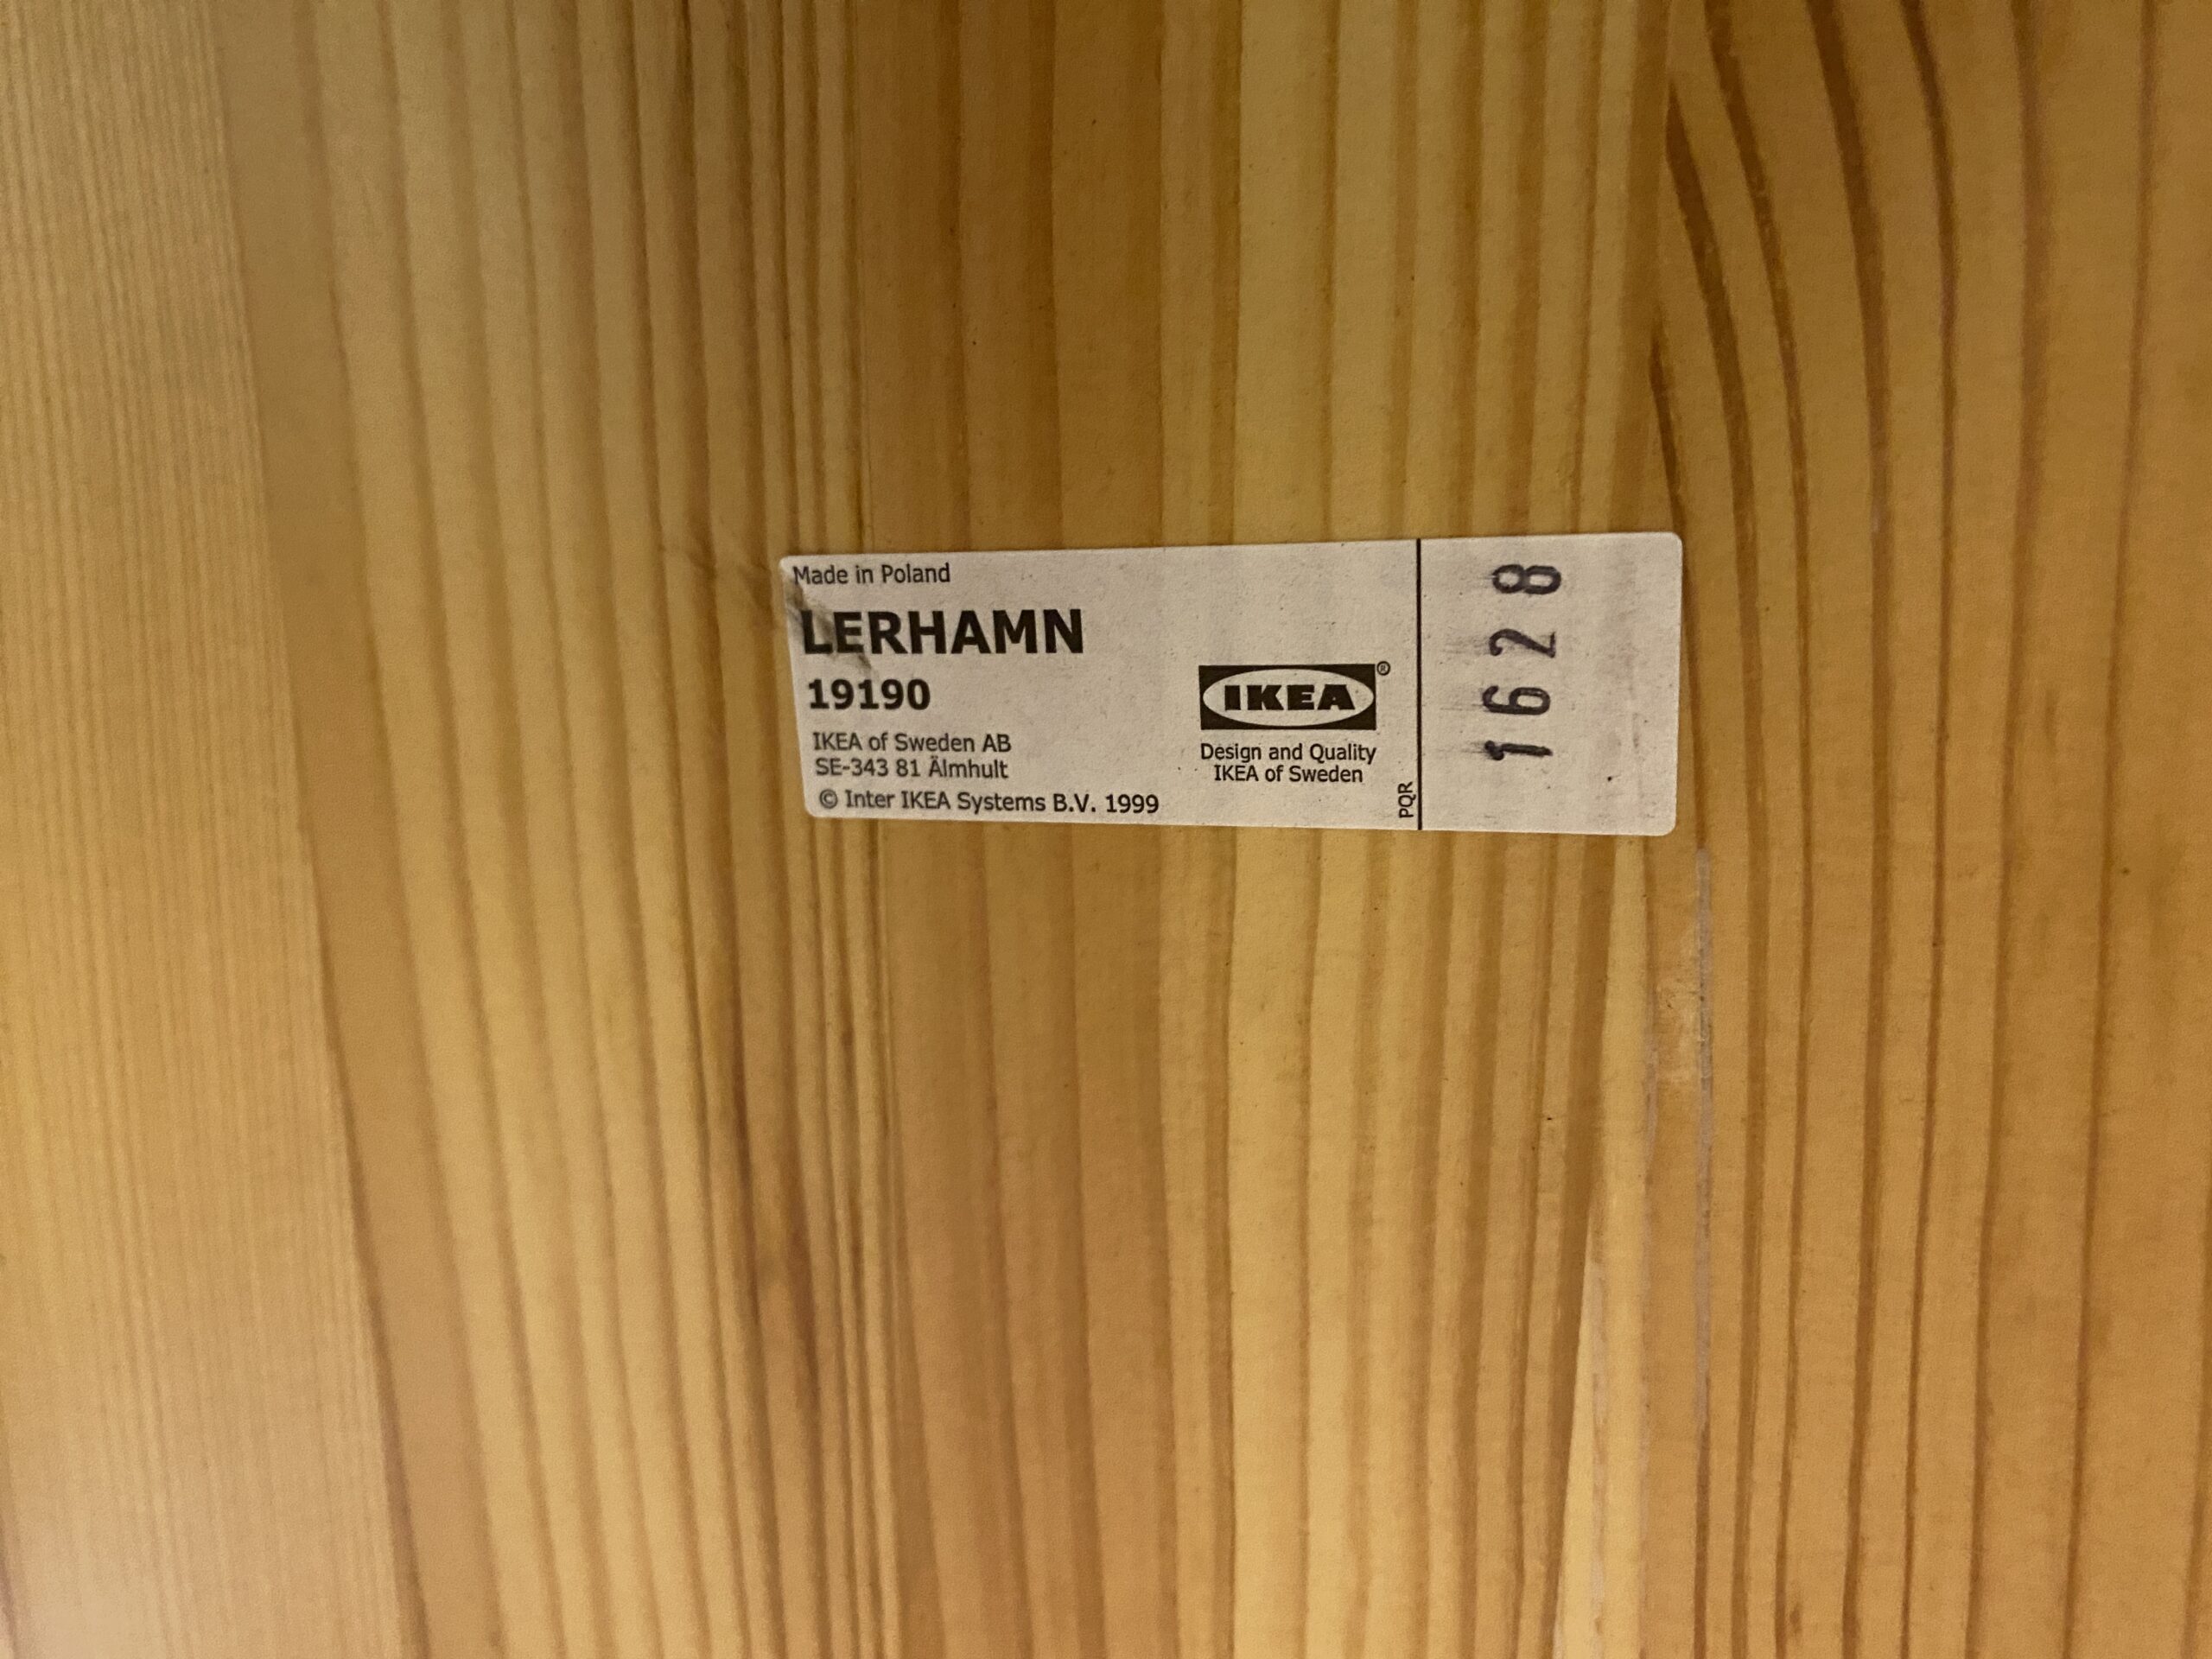 Made in Poland
LERHAMN
19190
IKEA of Sweden AB
SE-343 81 Älmhult
© Inter IKEA Systems B.V. 1999
IKEA®
Design and Quality
IKEA of Sweden
PQR
1628